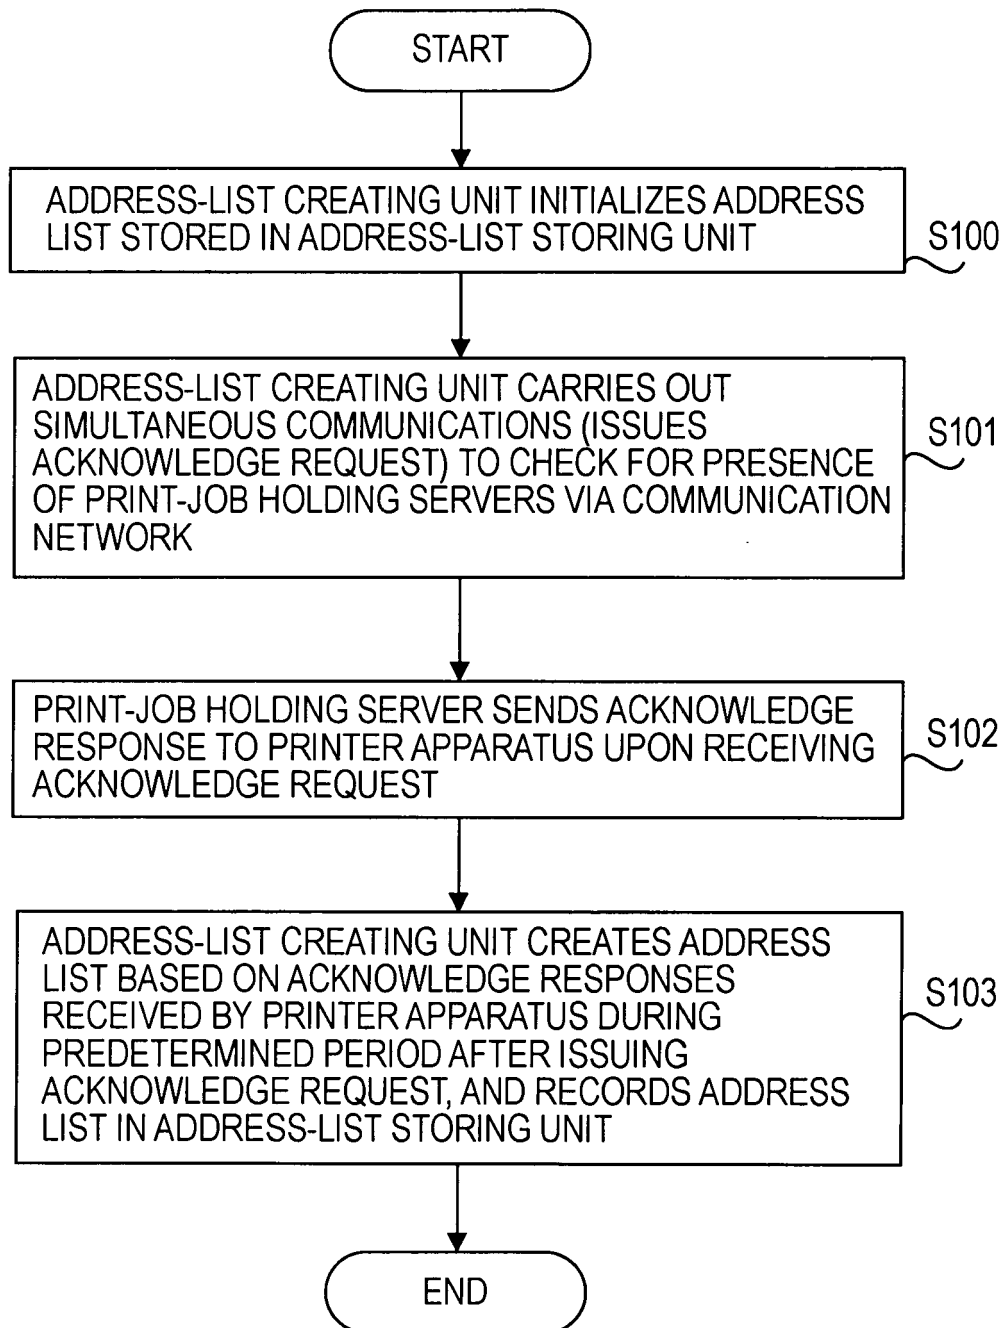 START
ADDRESS-LIST CREATING UNIT INITIALIZES ADDRESS
LIST STORED IN ADDRESS-LIST STORING UNIT
S100
ADDRESS-LIST CREATING UNIT CARRIES OUT
SIMULTANEOUS COMMUNICATIONS (ISSUES
ACKNOWLEDGE REQUEST) TO CHECK FOR PRESENCE
OF PRINT-JOB HOLDING SERVERS VIA COMMUNICATION
NETWORK
S101
PRINT-JOB HOLDING SERVER SENDS ACKNOWLEDGE
RESPONSE TO PRINTER APPARATUS UPON RECEIVING
ACKNOWLEDGE REQUEST
S102
ADDRESS-LIST CREATING UNIT CREATES ADDRESS
LIST BASED ON ACKNOWLEDGE RESPONSES
RECEIVED BY PRINTER APPARATUS DURING
PREDETERMINED PERIOD AFTER ISSUING
ACKNOWLEDGE REQUEST, AND RECORDS ADDRESS
LIST IN ADDRESS-LIST STORING UNIT
S103
END